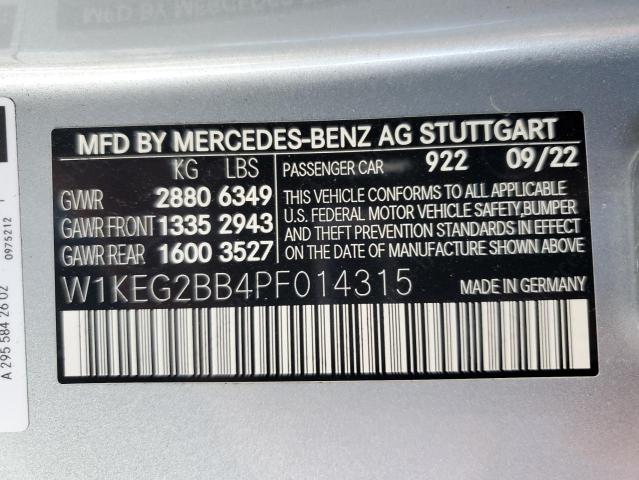 MFD BY MERCEDES-BENZ AG STUTTGART
KG LBS
GVWR 2880 6349
GAWR FRONT 1335 2943
GAWR REAR 1600 3527
PASSENGER CAR 922 09/22
THIS VEHICLE CONFORMS TO ALL APPLICABLE
U.S. FEDERAL MOTOR VEHICLE SAFETY,BUMPER
AND THEFT PREVENTION STANDARDS IN EFFECT
ON THE DATE OF MANUFACTURE SHOWN ABOVE.
W1KEG2BB4PF014315
MADE IN GERMANY
A 295 584 26 02
0975212